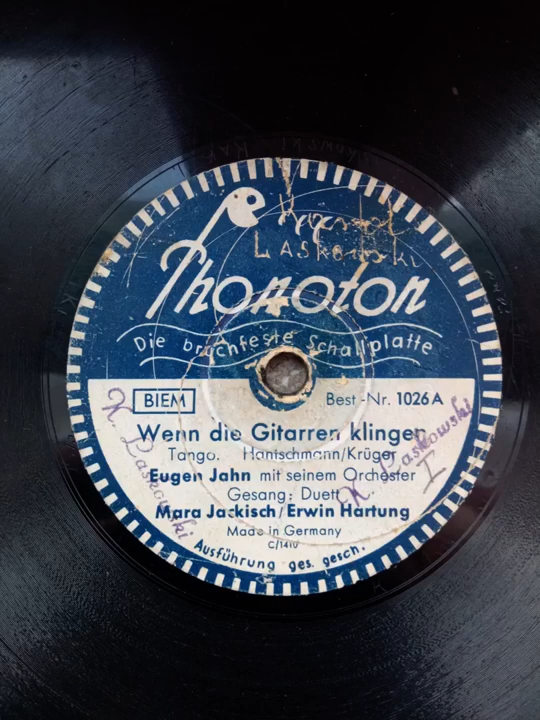 Krystof
LASKowSKi
Phonoton
Die bruchfeste Schallplatte
BIEM
Best.-Nr. 1026 A
Wenn die Gitarren klingen
Tango. Hanischmann/Krüger
Eugen Jahn mit seinem Orchester
Gesang: Duett
Mara Jackisch/Erwin Hartung
Made in Germany
C/1410
Ausführung ges. gesch.
K. Laskowski
K. Laskowski
I